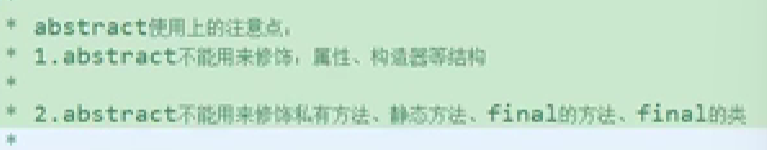 * abstract使用上的注意点:
* 1.abstract不能用来修饰:属性、构造器等结构
*
* 2.abstract不能用来修饰私有方法、静态方法、final的方法、final的类
*